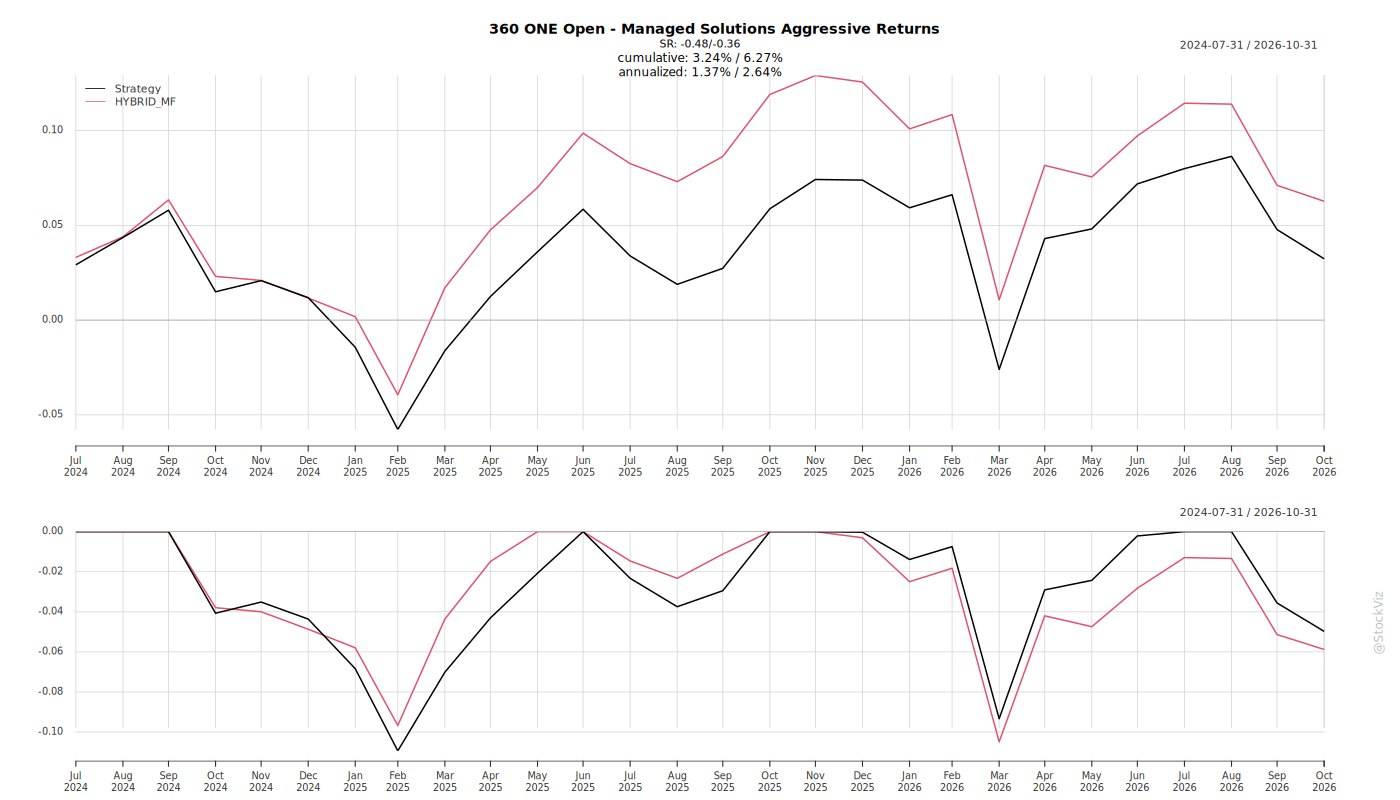 360 ONE Open - Managed Solutions Aggressive Returns
SR: -0.48/-0.36
cumulative: 3.24% / 6.27%
annualized: 1.37% / 2.64%
2024-07-31 / 2026-10-31
Strategy
HYBRID_MF
0.10
0.05
0.00
-0.05
Jul Aug Sep Oct Nov Dec Jan Feb Mar Apr May Jun Jul Aug Sep Oct Nov Dec Jan Feb Mar Apr May Jun Jul Aug Sep Oct
2024 2024 2024 2024 2024 2024 2025 2025 2025 2025 2025 2025 2025 2025 2025 2025 2025 2025 2026 2026 2026 2026 2026 2026 2026 2026 2026 2026
2024-07-31 / 2026-10-31
0.00
-0.02
-0.04
-0.06
-0.08
-0.10
Jul Aug Sep Oct Nov Dec Jan Feb Mar Apr May Jun Jul Aug Sep Oct Nov Dec Jan Feb Mar Apr May Jun Jul Aug Sep Oct
2024 2024 2024 2024 2024 2024 2025 2025 2025 2025 2025 2025 2025 2025 2025 2025 2025 2025 2026 2026 2026 2026 2026 2026 2026 2026 2026 2026
@StockViz